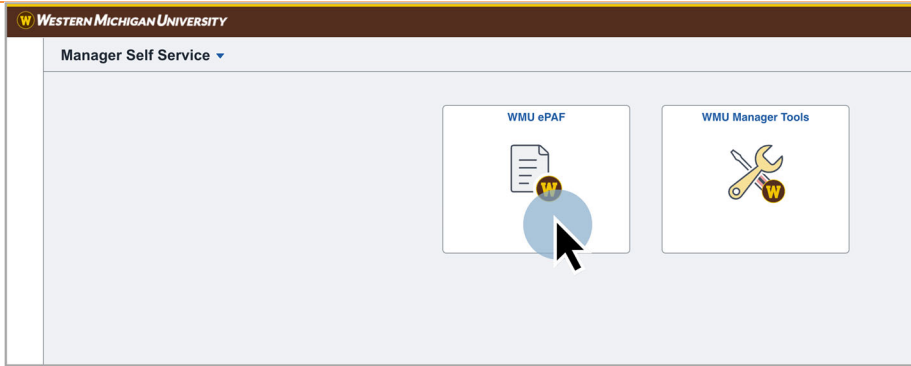 W WESTERN MICHIGAN UNIVERSITY
Manager Self Service
WMU ePAF
WMU Manager Tools
W
W